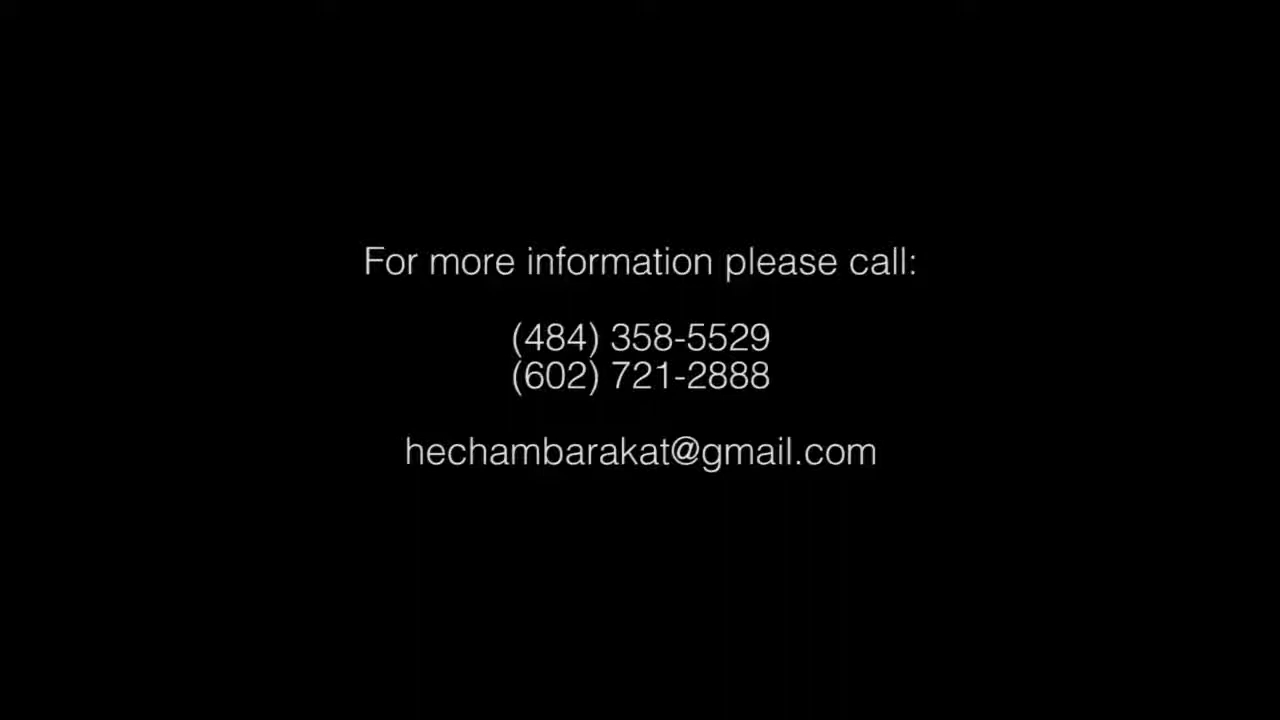 For more information please call:
(484) 358-5529
(602) 721-2888
hechambarakat@gmail.com